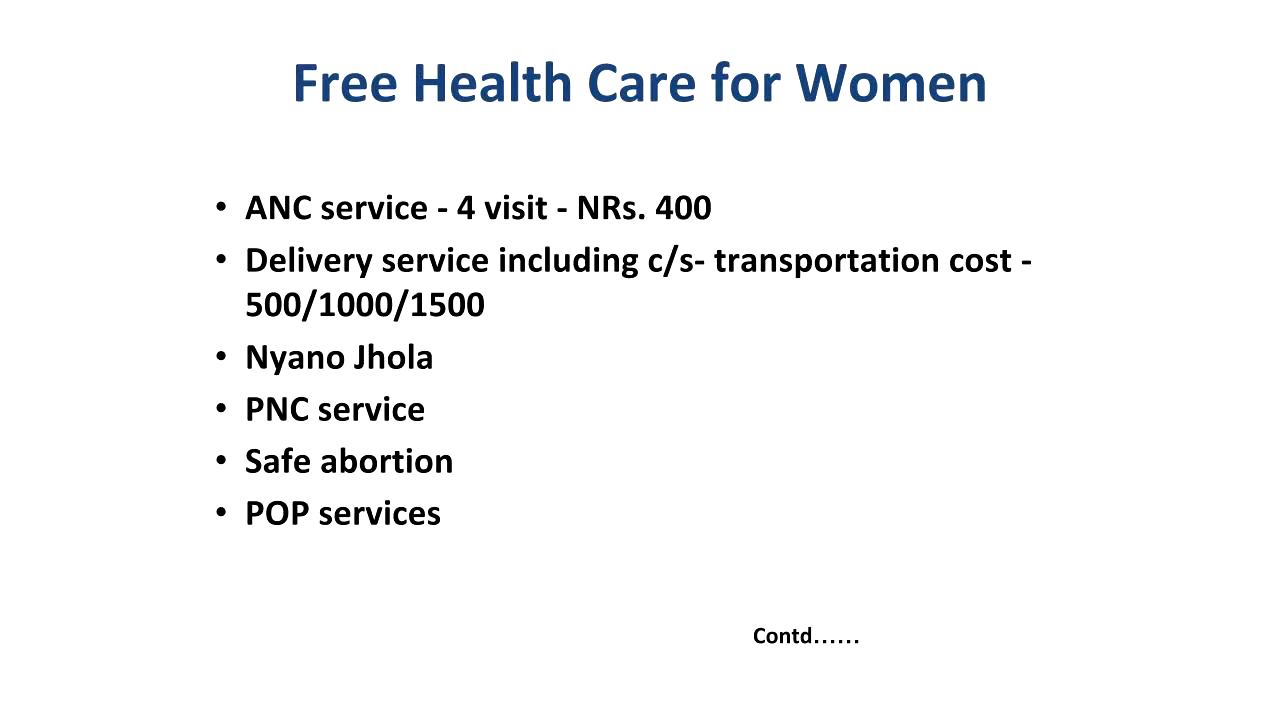 Free Health Care for Women
• ANC service - 4 visit - NRs. 400
• Delivery service including c/s- transportation cost -
500/1000/1500
• Nyano Jhola
• PNC service
• Safe abortion
• POP services
Contd……